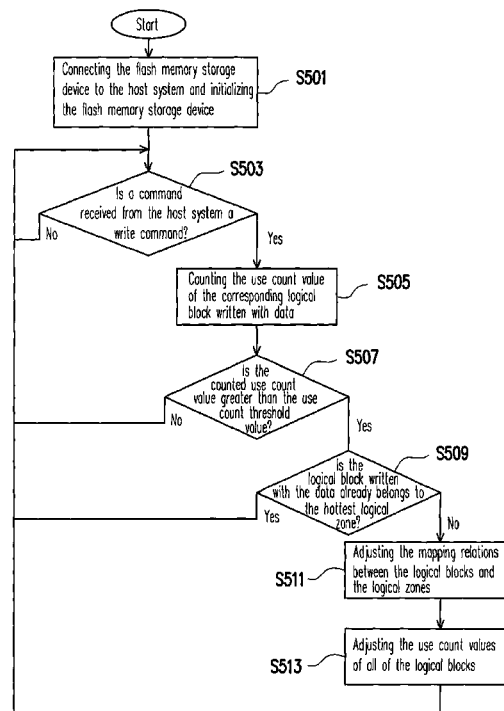 Start
Connecting the flash memory storage
device to the host system and initializing
the flash memory storage device
S501
S503
Is a command
received from the host system a
write command?
No
Yes
Counting the use count value
of the corresponding logical
block written with data
S505
S507
Is the
counted use count
value greater than the use
count threshold
value?
No
Yes
S509
Is the
logical block written
with the data already belongs to
the hottest logical
zone?
Yes
No
Adjusting the mapping relations
between the logical blocks and
the logical zones
S511
Adjusting the use count values
of all of the logical blocks
S513